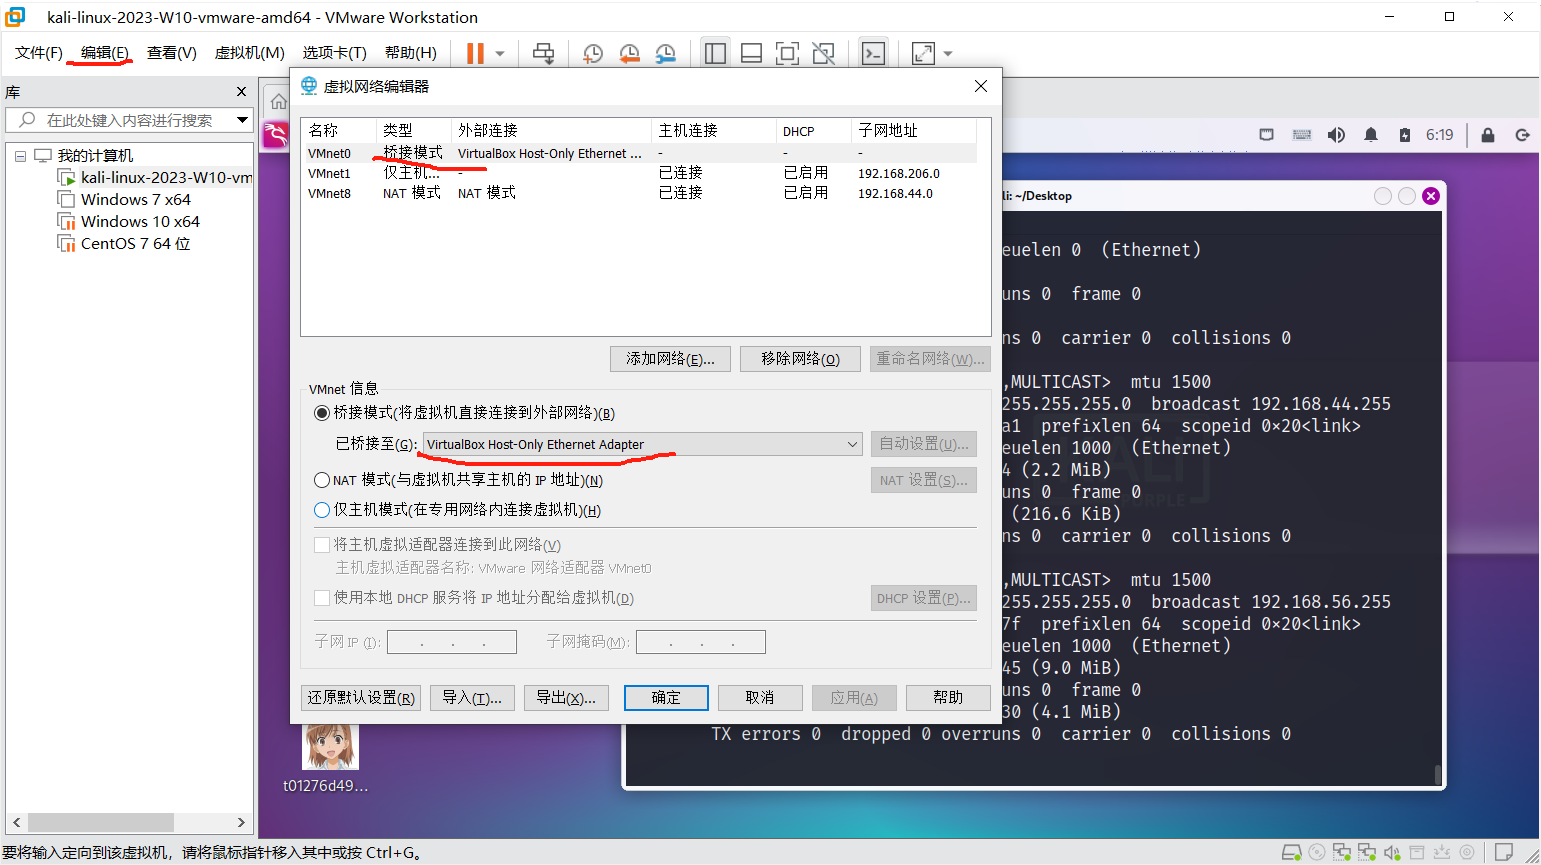 kali-linux-2023-W10-vmware-amd64 - VMware Workstation
文件(F) 编辑(E) 查看(V) 虚拟机(M) 选项卡(T) 帮助(H)
库
在此处键入内容进行搜索
我的计算机
kali-linux-2023-W10-vm
Windows 7 x64
Windows 10 x64
CentOS 7 64 位
虚拟网络编辑器
名称 类型 外部连接 主机连接 DHCP 子网地址
VMnet0 桥接模式 VirtualBox Host-Only Ethernet ... - - -
VMnet1 仅主机... - 已连接 已启用 192.168.206.0
VMnet8 NAT 模式 NAT 模式 已连接 已启用 192.168.44.0
添加网络(E)... 移除网络(O) 重命名网络(W)...
VMnet 信息
桥接模式(将虚拟机直接连接到外部网络)(B)
已桥接至(G): VirtualBox Host-Only Ethernet Adapter 自动设置(U)...
NAT 模式(与虚拟机共享主机的 IP 地址)(N) NAT 设置(S)...
仅主机模式(在专用网络内连接虚拟机)(H)
将主机虚拟适配器连接到此网络(V)
主机虚拟适配器名称: VMware 网络适配器 VMnet0
使用本地 DHCP 服务将 IP 地址分配给虚拟机(D) DHCP 设置(P)...
子网 IP (I): . . . 子网掩码(M): . . .
还原默认设置(R) 导入(T)... 导出(X)... 确定 取消 应用(A) 帮助
6:19
li: ~/Desktop
euelen 0 (Ethernet)
uns 0 frame 0
ns 0 carrier 0 collisions 0
,MULTICAST> mtu 1500
255.255.255.0 broadcast 192.168.44.255
a1 prefixlen 64 scopeid 0×20<link>
euelen 1000 (Ethernet)
4 (2.2 MiB)
uns 0 frame 0
(216.6 KiB)
ns 0 carrier 0 collisions 0
,MULTICAST> mtu 1500
255.255.255.0 broadcast 192.168.56.255
7f prefixlen 64 scopeid 0×20<link>
euelen 1000 (Ethernet)
45 (9.0 MiB)
uns 0 frame 0
30 (4.1 MiB)
TX errors 0 dropped 0 overruns 0 carrier 0 collisions 0
t01276d49...
要将输入定向到该虚拟机，请将鼠标指针移入其中或按 Ctrl+G。